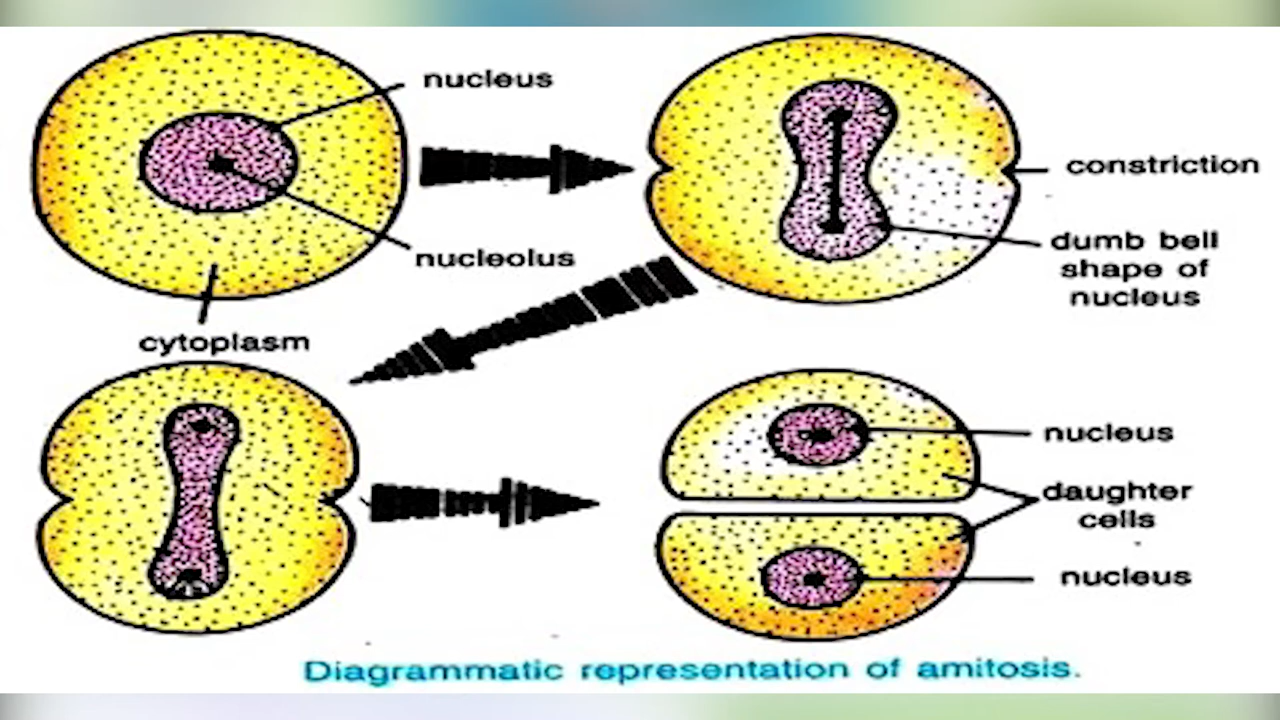 nucleus
nucleolus
cytoplasm
constriction
dumb bell
shape of
nucleus
nucleus
daughter
cells
nucleus
Diagrammatic representation of amitosis.